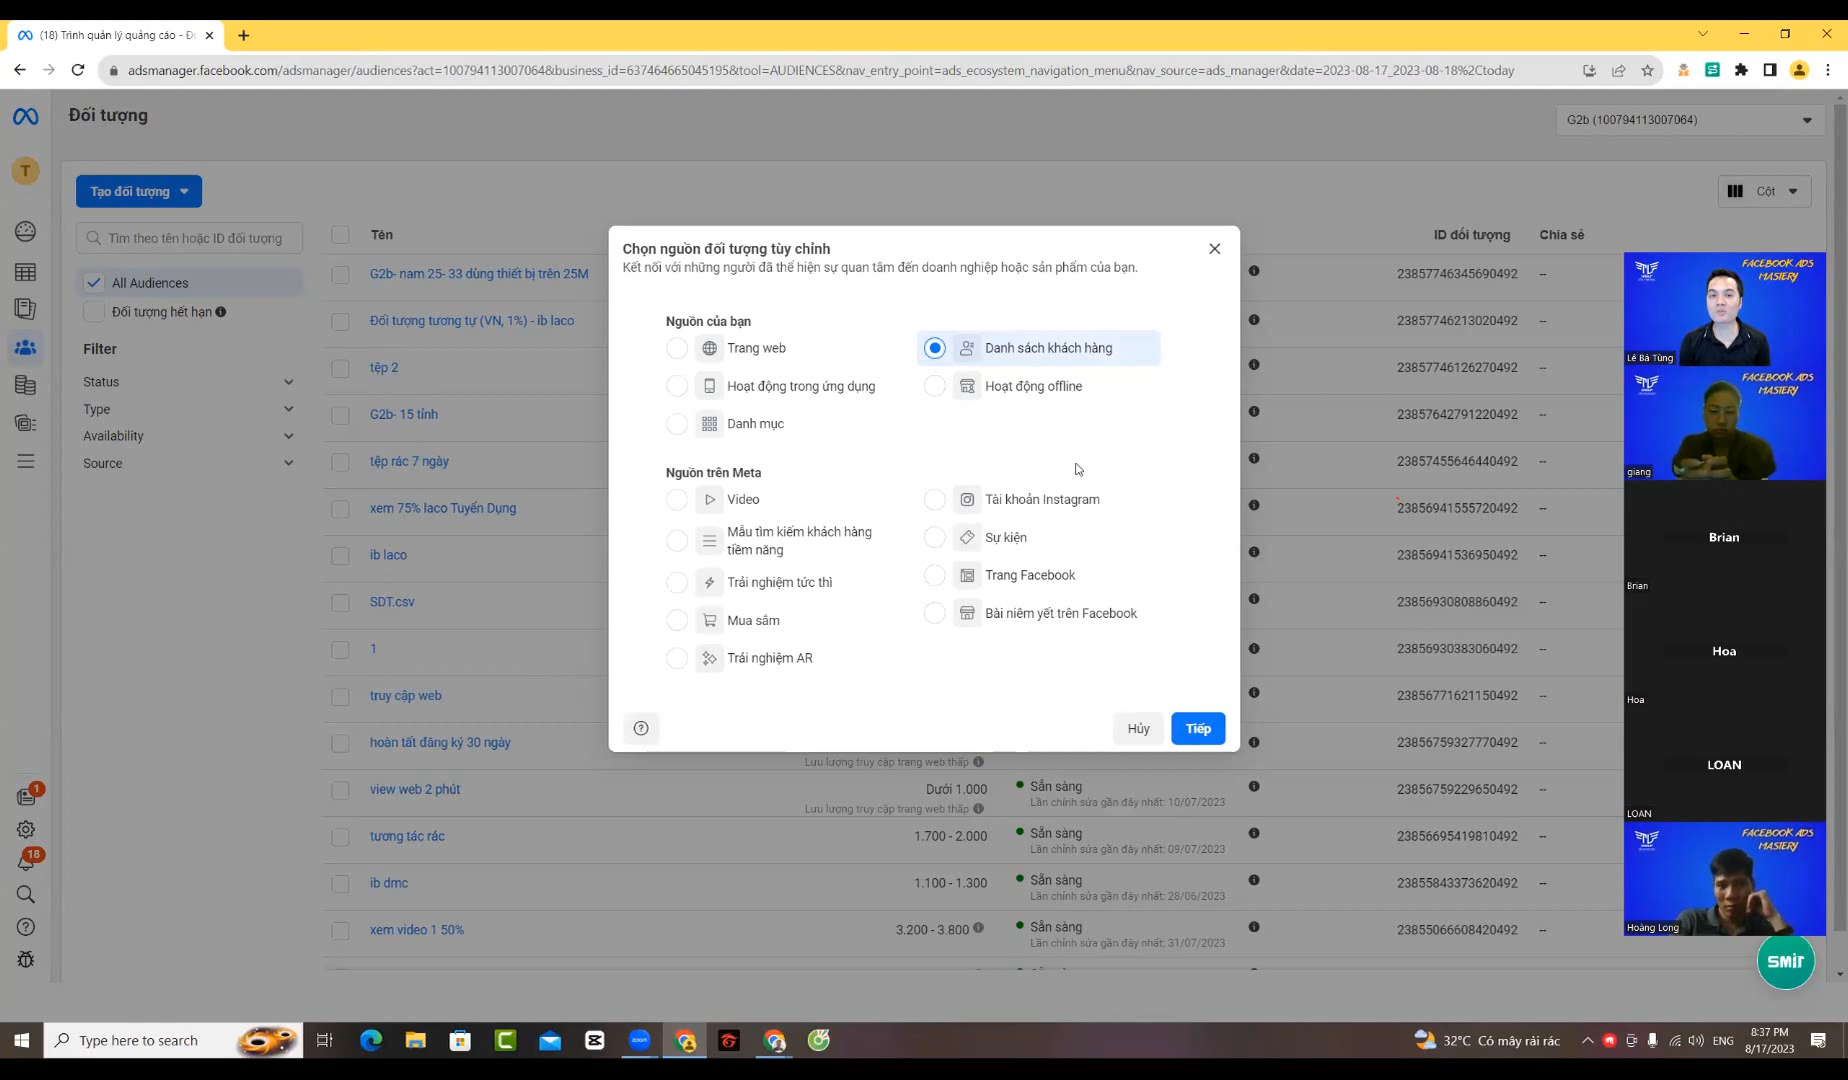 (18) Trình quản lý quảng cáo - Đố
adsmanager.facebook.com/adsmanager/audiences?act=100794113007064&business_id=637464665045195&tool=AUDIENCES&nav_entry_point=ads_ecosystem_navigation_menu&nav_source=ads_manager&date=2023-08-17_2023-08-18%2Ctoday
Đối tượng
G2b (100794113007064)
T
Tạo đối tượng
Cột
Tìm theo tên hoặc ID đối tượng
All Audiences
Đối tượng hết hạn
Filter
Status
Type
Availability
Source
1
18
Tên
ID đối tượng
Chia sẻ
G2b- nam 25- 33 dùng thiết bị trên 25M
23857746345690492
--
Đối tượng tương tự (VN, 1%) - ib laco
23857746213020492
--
tệp 2
23857746126270492
--
G2b- 15 tỉnh
23857642791220492
--
tệp rác 7 ngày
23857455646440492
--
xem 75% laco Tuyển Dụng
23856941555720492
--
ib laco
23856941536950492
--
SDT.csv
23856930808860492
--
1
23856930383060492
--
truy cập web
23856771621150492
--
hoàn tất đăng ký 30 ngày
Lưu lượng truy cập trang web thấp
23856759327770492
--
view web 2 phút
Dưới 1.000
Lưu lượng truy cập trang web thấp
Sẵn sàng
Lần chỉnh sửa gần đây nhất: 10/07/2023
23856759229650492
--
tương tác rác
1.700 - 2.000
Sẵn sàng
Lần chỉnh sửa gần đây nhất: 09/07/2023
23856695419810492
--
ib dmc
1.100 - 1.300
Sẵn sàng
Lần chỉnh sửa gần đây nhất: 28/06/2023
23855843373620492
--
xem video 1 50%
3.200 - 3.800
Sẵn sàng
Lần chỉnh sửa gần đây nhất: 31/07/2023
23855066608420492
--
Chọn nguồn đối tượng tùy chỉnh
Kết nối với những người đã thể hiện sự quan tâm đến doanh nghiệp hoặc sản phẩm của bạn.
Nguồn của bạn
Trang web
Danh sách khách hàng
Hoạt động trong ứng dụng
Hoạt động offline
Danh mục
Nguồn trên Meta
Video
Tài khoản Instagram
Mẫu tìm kiếm khách hàng
tiềm năng
Sự kiện
Trải nghiệm tức thì
Trang Facebook
Mua sắm
Bài niêm yết trên Facebook
Trải nghiệm AR
Hủy
Tiếp
FACEBOOK ADS
MASTERY
Lê Bá Tùng
FACEBOOK ADS
MASTERY
giang
Brian
Brian
Hoa
Hoa
LOAN
LOAN
FACEBOOK ADS
MASTERY
Hoàng Long
smit
Type here to search
zoom
32°C Có mây rải rác
ENG
8:37 PM
8/17/2023